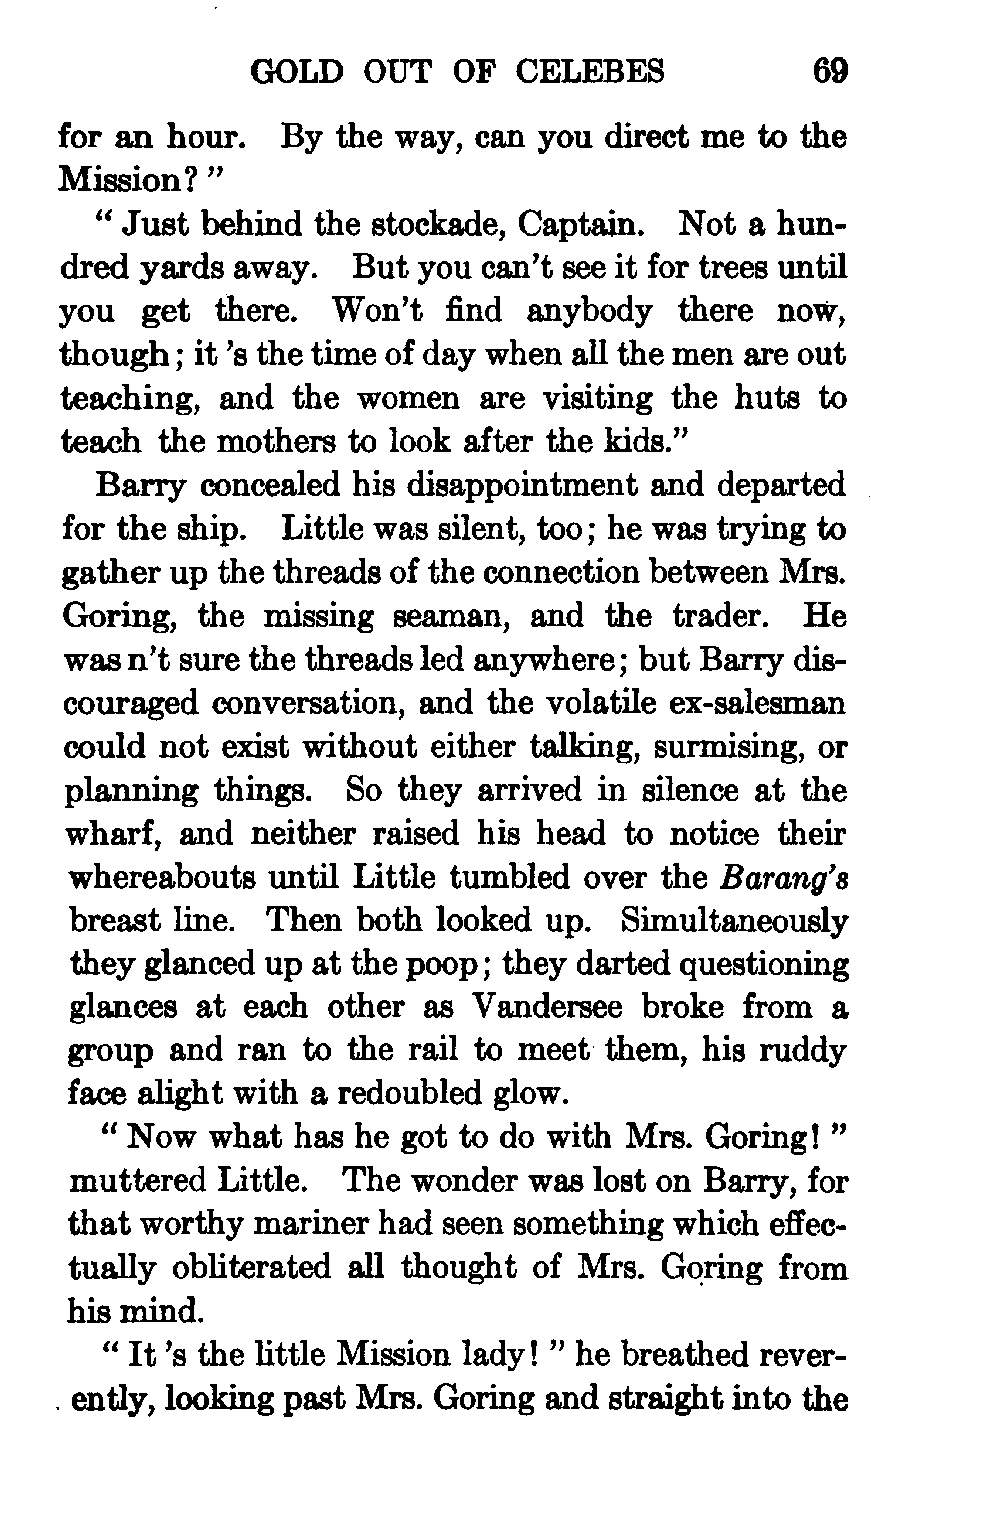 GOLD OUT OF CELEBES 69
for an hour. By the way, can you direct me to the
Mission? ”
“ Just behind the stockade, Captain. Not a hun-
dred yards away. But you can’t see it for trees until
you get there. Won’t find anybody there now,
though; it ’s the time of day when all the men are out
teaching, and the women are visiting the huts to
teach the mothers to look after the kids.”
Barry concealed his disappointment and departed
for the ship. Little was silent, too; he was trying to
gather up the threads of the connection between Mrs.
Goring, the missing seaman, and the trader. He
was n’t sure the threads led anywhere; but Barry dis-
couraged conversation, and the volatile ex-salesman
could not exist without either talking, surmising, or
planning things. So they arrived in silence at the
wharf, and neither raised his head to notice their
whereabouts until Little tumbled over the Barang’s
breast line. Then both looked up. Simultaneously
they glanced up at the poop; they darted questioning
glances at each other as Vandersee broke from a
group and ran to the rail to meet them, his ruddy
face alight with a redoubled glow.
“ Now what has he got to do with Mrs. Goring! ”
muttered Little. The wonder was lost on Barry, for
that worthy mariner had seen something which effec-
tually obliterated all thought of Mrs. Goring from
his mind.
“ It ’s the little Mission lady! ” he breathed rever-
ently, looking past Mrs. Goring and straight into the